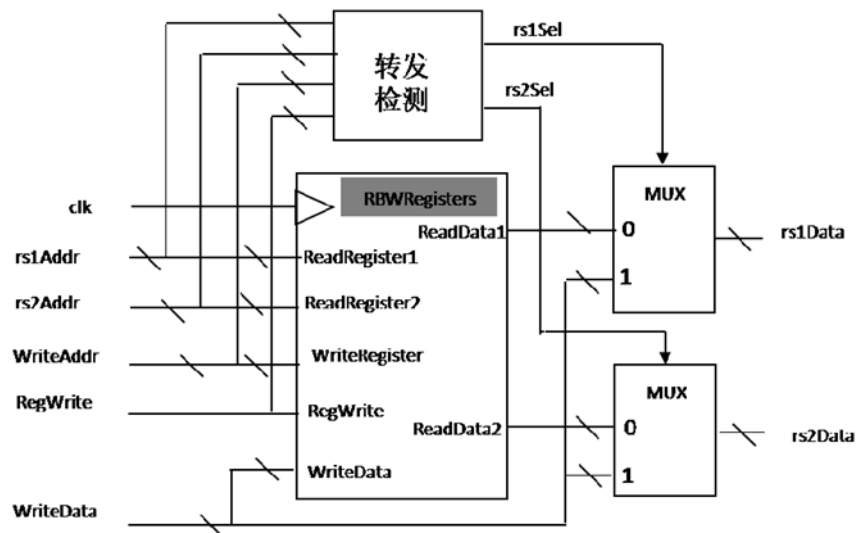 rs1Sel
转发
检测
rs2Sel
MUX
clk
RBWRegisters
ReadData1
0
rs1Data
rs1Addr
ReadRegister1
1
rs2Addr
ReadRegister2
WriteAddr
WriteRegister
MUX
RegWrite
RegWrite
ReadData2
0
rs2Data
WriteData
1
WriteData